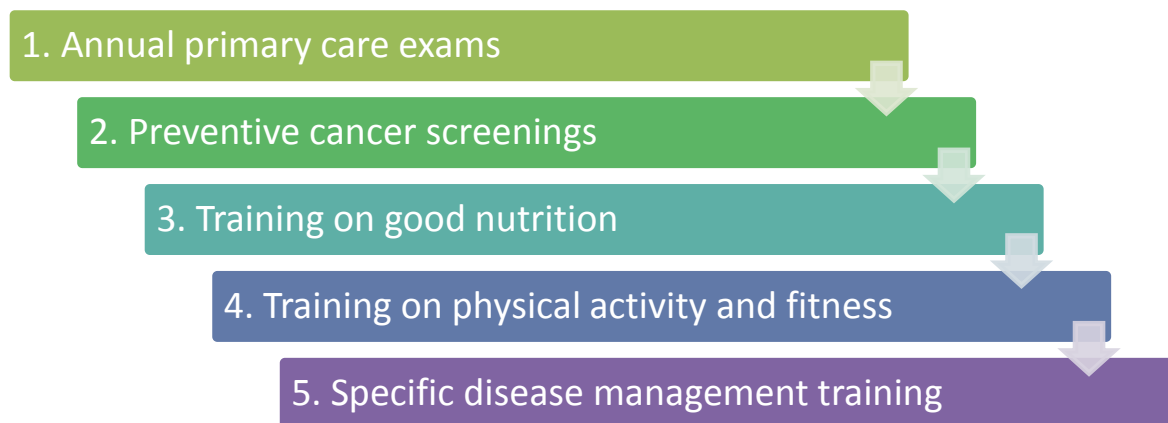 1. Annual primary care exams
2. Preventive cancer screenings
3. Training on good nutrition
4. Training on physical activity and fitness
5. Specific disease management training